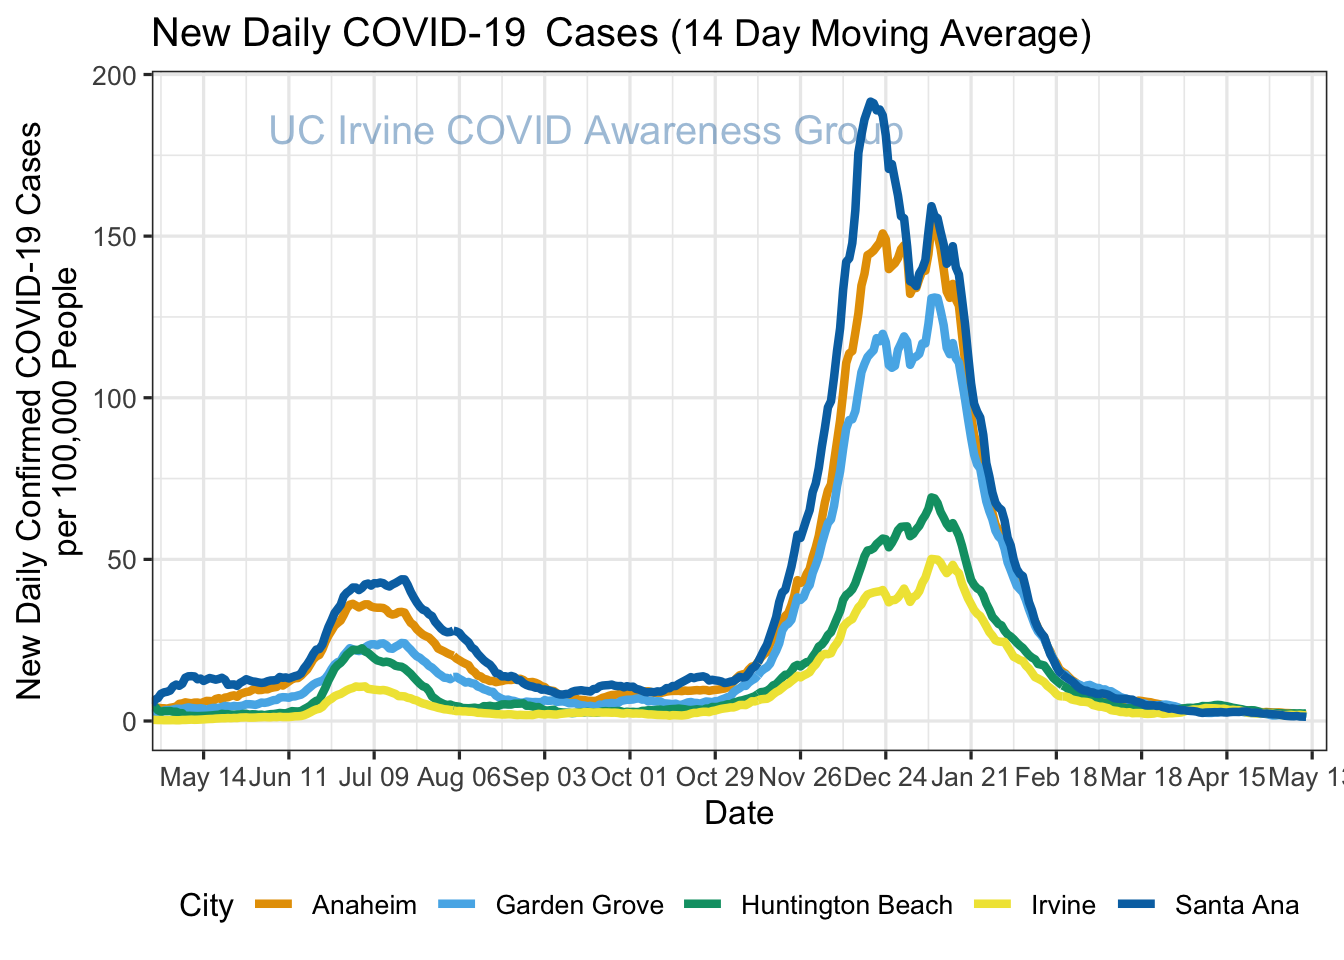 New Daily COVID-19 Cases (14 Day Moving Average)
UC Irvine COVID Awareness Group
New Daily Confirmed COVID-19 Cases
per 100,000 People
200
150
100
50
0
May 14 Jun 11 Jul 09 Aug 06 Sep 03 Oct 01 Oct 29 Nov 26 Dec 24 Jan 21 Feb 18 Mar 18 Apr 15 May 13
Date
City Anaheim Garden Grove Huntington Beach Irvine Santa Ana